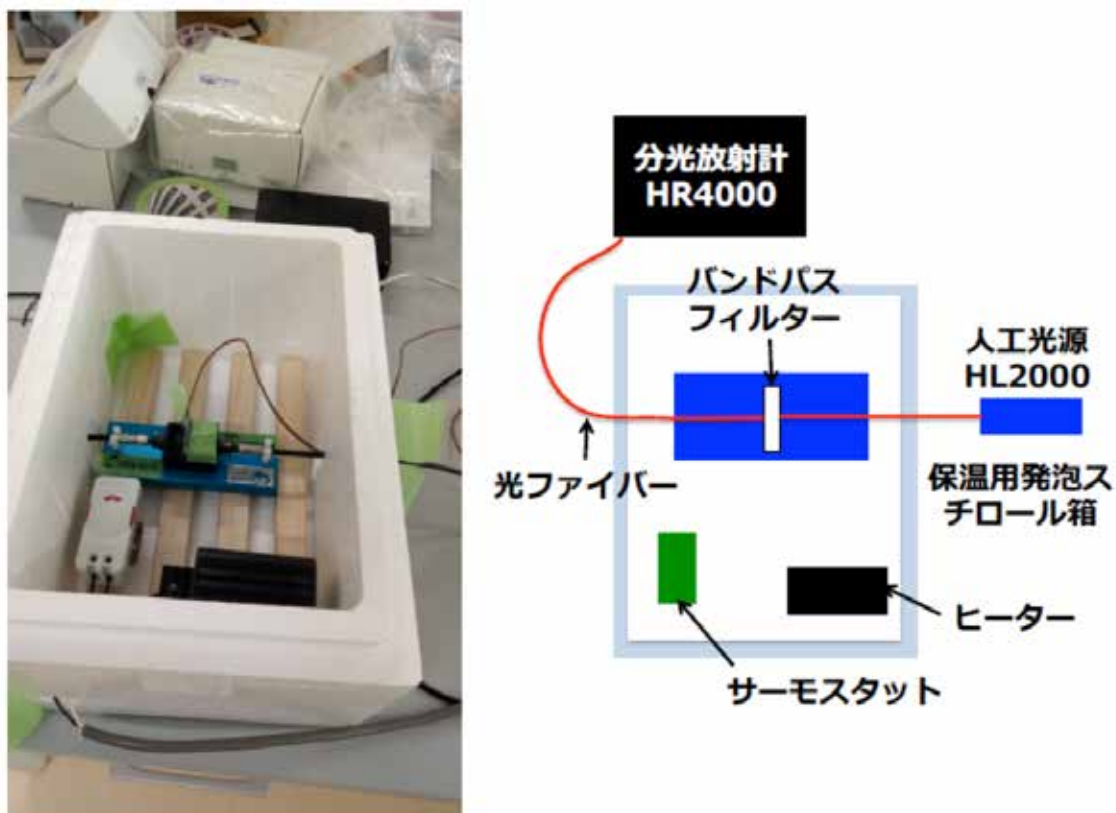 分光放射計
HR4000
バンドパス
フィルター
人工光源
HL2000
光ファイバー
保温用発泡ス
チロール箱
ヒーター
サーモスタット